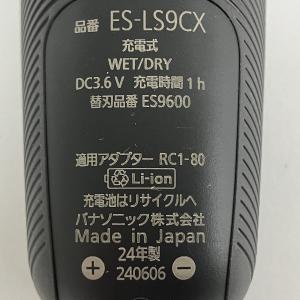 品番 ES-LS9CX
充電式
WET/DRY
DC3.6 V 充電時間1h
替刃品番 ES9600
適用アダプター RC1-80
Li-ion
充電池はリサイクルへ
パナソニック株式会社
Made in Japan
24年製
240606